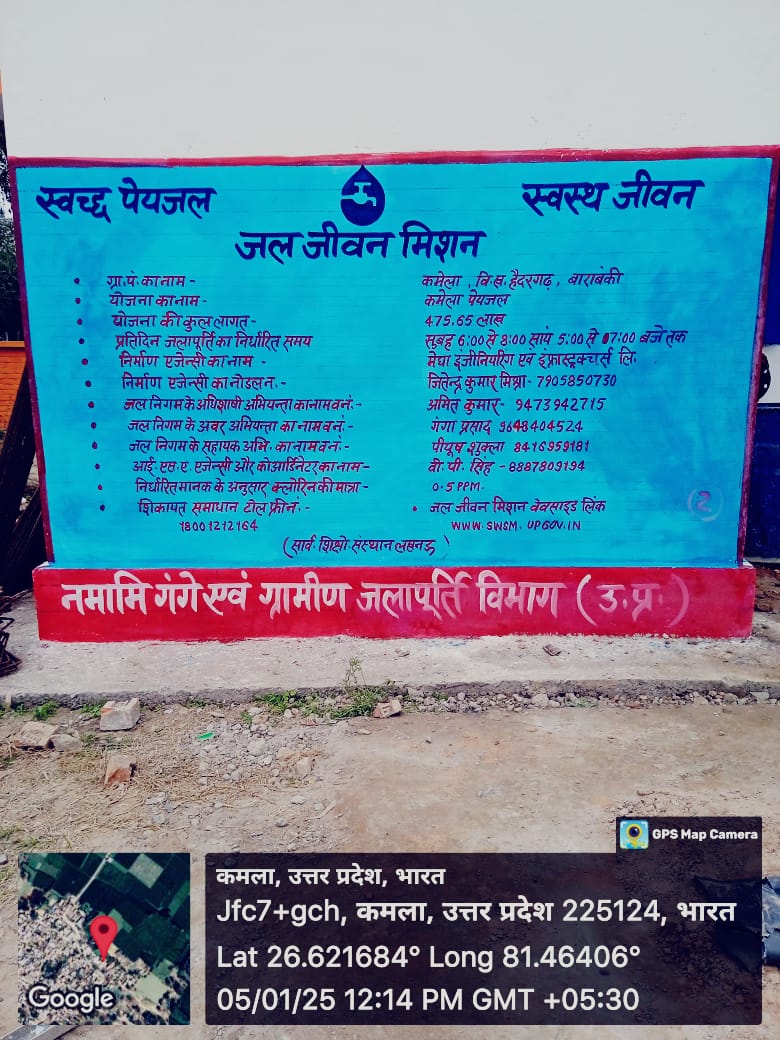 स्वच्छ पेयजल
स्वस्थ जीवन
जल जीवन मिशन
• ग्रा.पं. का नाम - कमेला , वि.ख. हैदरगढ़ , बाराबंकी
• योजना का नाम - कमेला पेयजल
• योजना की कुल लागत - 475.65 लाख
• प्रतिदिन जलापूर्ति का निर्धारित समय सुबह 6:00 से 8:00 सांय 5:00 से 07:00 बजे तक
• निर्माण एजेन्सी का नाम - मेघा इंजीनियरिंग एवं इंफ्रास्ट्रक्चर्स लि.
• निर्माण एजेन्सी का नोडल नं.- जितेन्द्र कुमार मिश्रा- 7905850730
• जल निगम के अधिशाषी अभियन्ता का नाम व नं.- अमित कुमार- 9473942715
• जल निगम के अवर अभियन्ता का नाम व नं.- गंगा प्रसाद 9648404524
• जल निगम के सहायक अभि. का नाम व नं.- पीयूष शुक्ला 8416959181
• आई. एस. ए. एजेन्सी और कोआर्डिनेटर का नाम- वी. पी. सिंह - 8887809194
• निर्धारित मानक के अनुसार क्लोरिन की मात्रा- 0.5 PPM.
• शिकायत समाधान टोल फ्री नं.- • जल जीवन मिशन वेवसाइड लिंक
18001212164 WWW.SWSM.UPGOV.IN
(सार्व शिक्षो संस्थान लखनऊ)
2
नमामि गंगे एवं ग्रामीण जलापूर्ति विभाग (उ.प्र.)
GPS Map Camera
कमला, उत्तर प्रदेश, भारत
Jfc7+gch, कमला, उत्तर प्रदेश 225124, भारत
Lat 26.621684° Long 81.46406°
05/01/25 12:14 PM GMT +05:30
Google